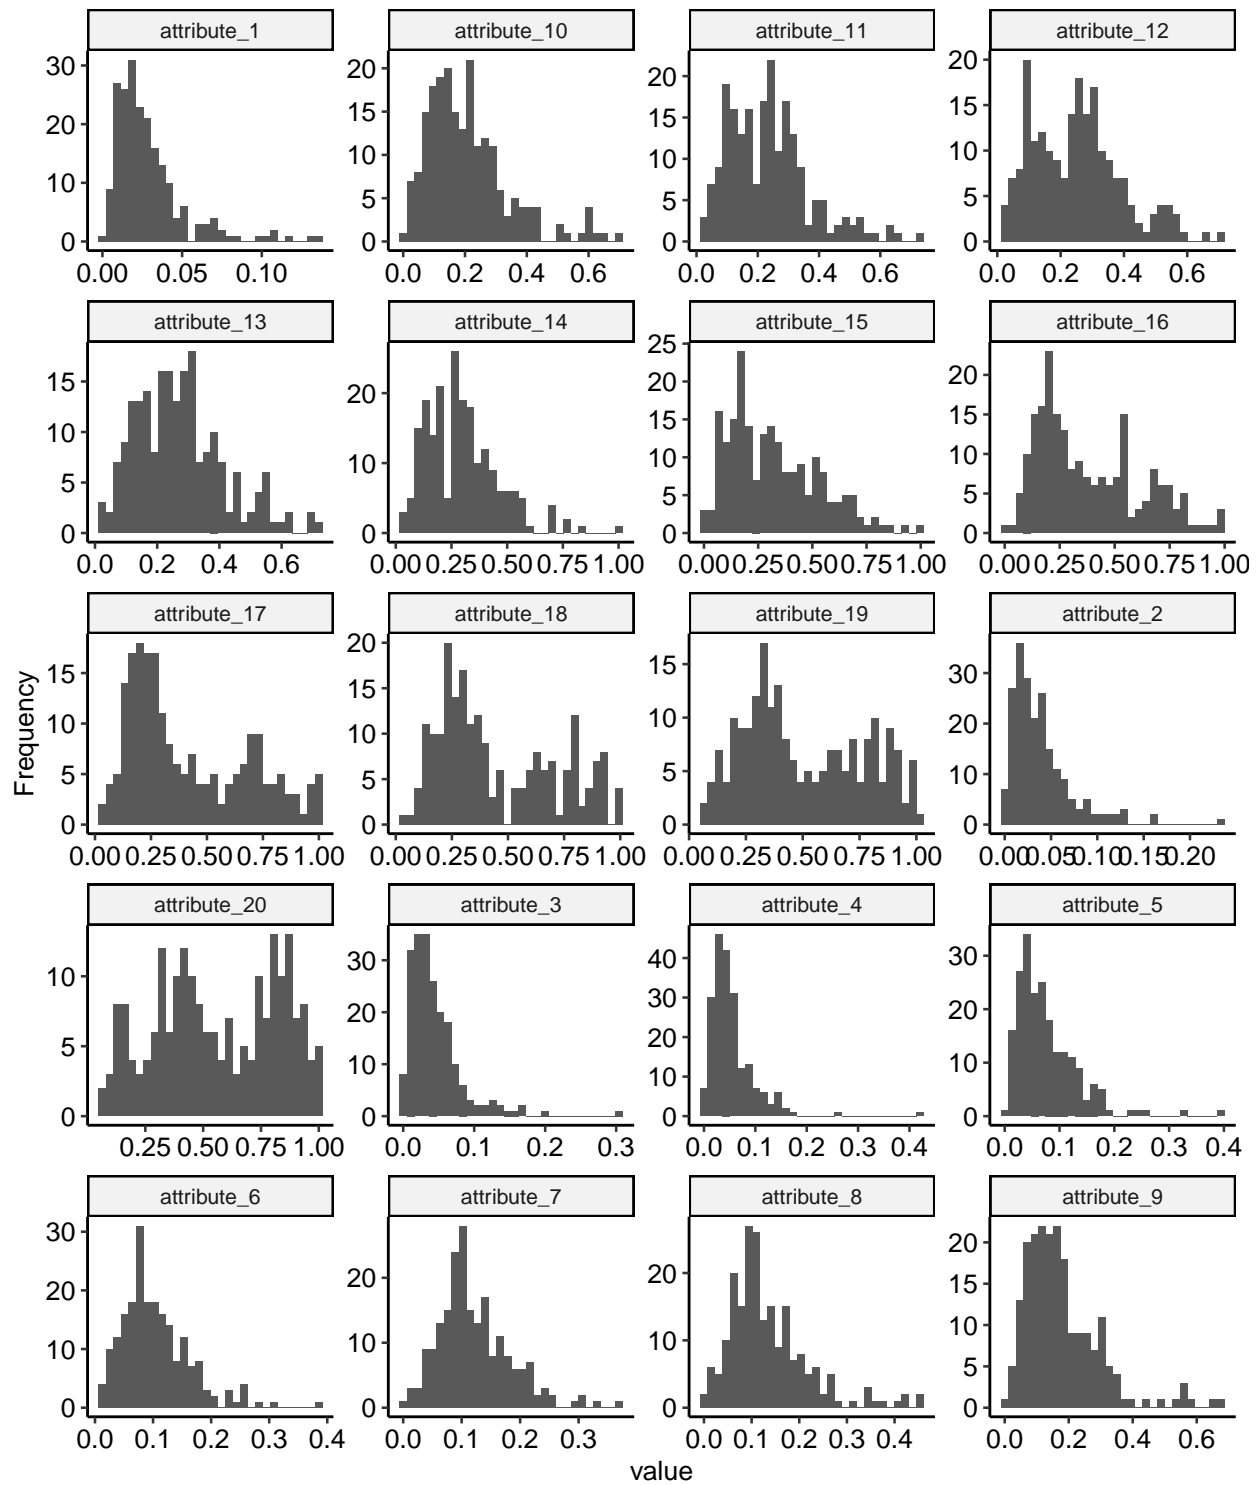 attribute_1 attribute_10 attribute_11 attribute_12
30 20 10 0
20 15 10 5 0
20 15 10 5 0
20 15 10 5 0
0.00 0.05 0.10
0.0 0.2 0.4 0.6
0.0 0.2 0.4 0.6
0.0 0.2 0.4 0.6
attribute_13 attribute_14 attribute_15 attribute_16
15 10 5 0
20 10 0
25 20 15 10 5 0
20 15 10 5 0
0.0 0.2 0.4 0.6
0.00 0.25 0.50 0.75 1.00
0.00 0.25 0.50 0.75 1.00
0.00 0.25 0.50 0.75 1.00
Frequency
attribute_17 attribute_18 attribute_19 attribute_2
15 10 5 0
20 15 10 5 0
15 10 5 0
30 20 10 0
0.00 0.25 0.50 0.75 1.00
0.00 0.25 0.50 0.75 1.00
0.00 0.25 0.50 0.75 1.00
0.00 0.05 0.10 0.15 0.20
attribute_20 attribute_3 attribute_4 attribute_5
10 5 0
30 20 10 0
40 30 20 10 0
30 20 10 0
0.25 0.50 0.75 1.00
0.0 0.1 0.2 0.3
0.0 0.1 0.2 0.3 0.4
0.0 0.1 0.2 0.3 0.4
attribute_6 attribute_7 attribute_8 attribute_9
30 20 10 0
20 10 0
20 10 0
20 15 10 5 0
0.0 0.1 0.2 0.3 0.4
0.0 0.1 0.2 0.3
0.0 0.1 0.2 0.3 0.4
0.0 0.2 0.4 0.6
value